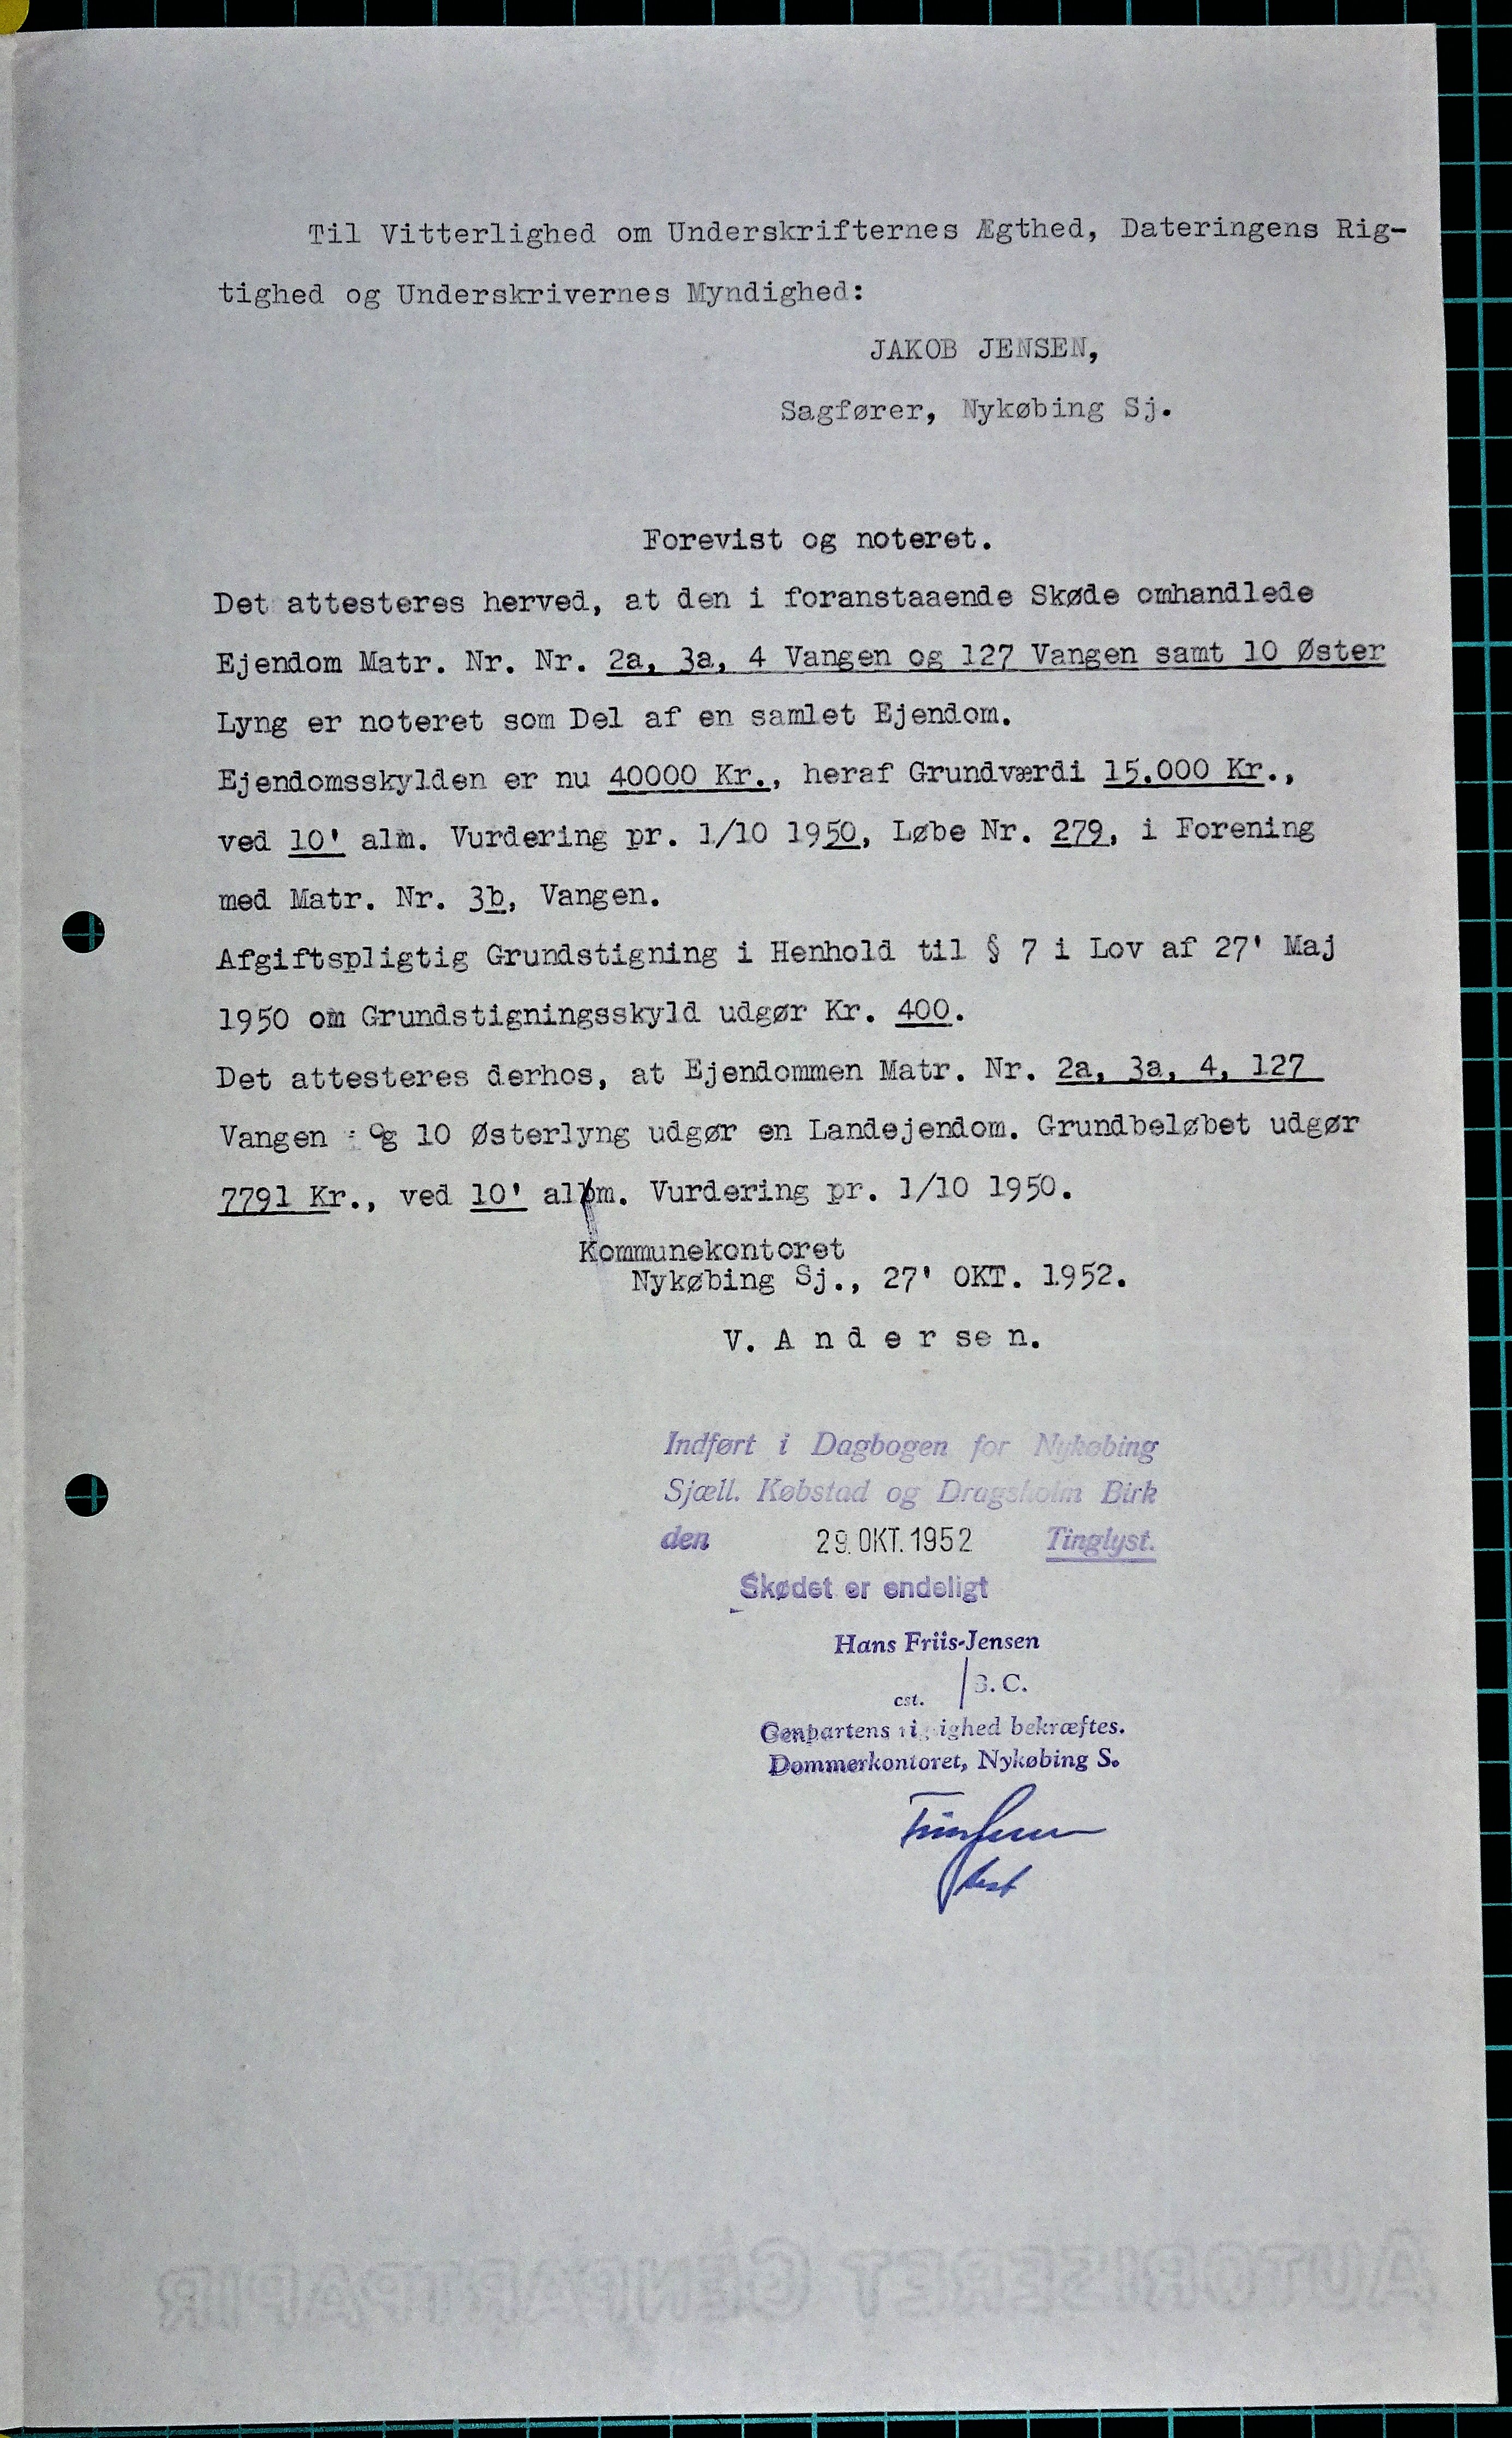 Til Vitterlighed om Underskrifternes Ægthed, Dateringens Rig-
tighed og Underskrivernes Myndighed:
JAKOB JENSEN,
Sagfører, Nykøbing Sj.
Forevist og noteret.
Det attesteres herved, at den i foranstaaende Skøde omhandlede
Ejendom Matr. Nr. Nr. 2a, 3a, 4 Vangen og 127 Vangen samt 10 Øster
Lyng er noteret som Del af en samlet Ejendom.
Ejendomsskylden er nu 40000 Kr., heraf Grundværdi 15.000 Kr.,
ved 10' alm. Vurdering pr. 1/10 1950, Løbe Nr. 279, i Forening
med Matr. Nr. 3b, Vangen.
Afgiftspligtig Grundstigning i Henhold til § 7 i Lov af 27' Maj
1950 om Grundstigningsskyld udgør Kr. 400.
Det attesteres derhos, at Ejendommen Matr. Nr. 2a, 3a, 4, 127
Vangen og 10 Østerlyng udgør en Landejendom. Grundbeløbet udgør
7791 Kr., ved 10' alm. Vurdering pr. 1/10 1950.
Kommunekontoret
Nykøbing Sj., 27' OKT. 1952.
V. Andersen.
Indført i Dagbogen for Nykøbing
Sjæll. Købstad og Dragsholm Birk
den 29. OKT. 1952 Tinglyst.
Skødet er endeligt
Hans Friis-Jensen
cst. /
Genpartens rigtighed bekræftes.
Dommerkontoret, Nykøbing S.
AUTORISERET GENPARTPAPIR